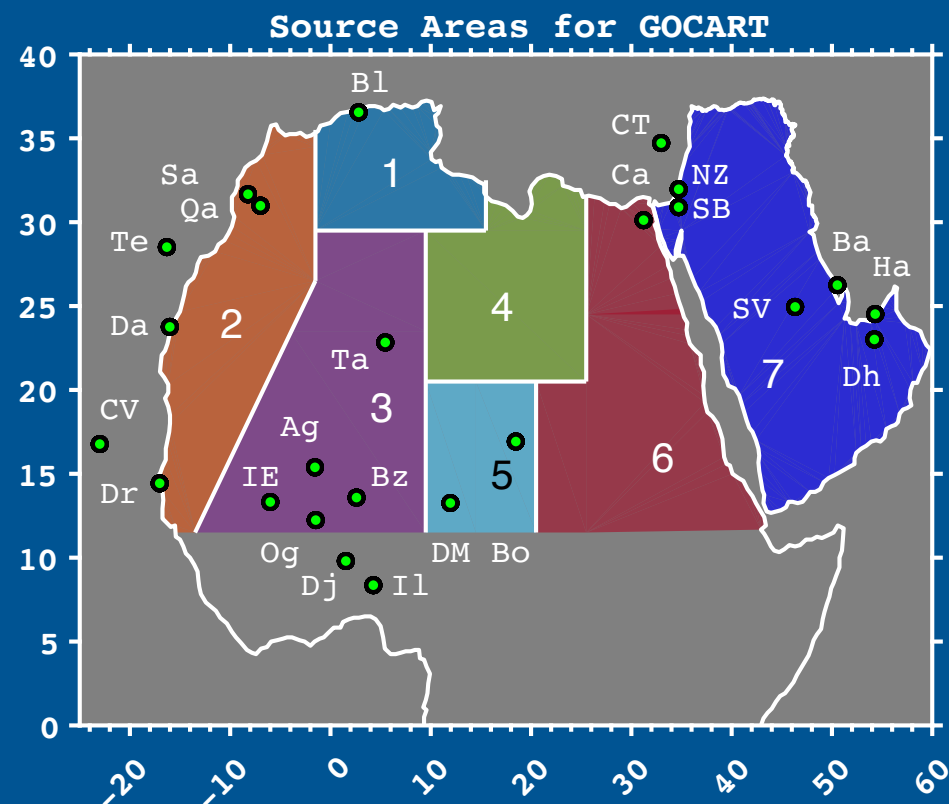 Source Areas for GOCART
40
35
30
25
20
15
10
5
0
Bl
CT
Sa
Ca
NZ
1
Qa
SB
Te
Ba
Ha
Da
2
4
SV
Ta
7
Dh
CV
3
Ag
6
IE
Bz
5
Dr
Og
DM
Bo
Dj
Il
-20
-10
0
10
20
30
40
50
60